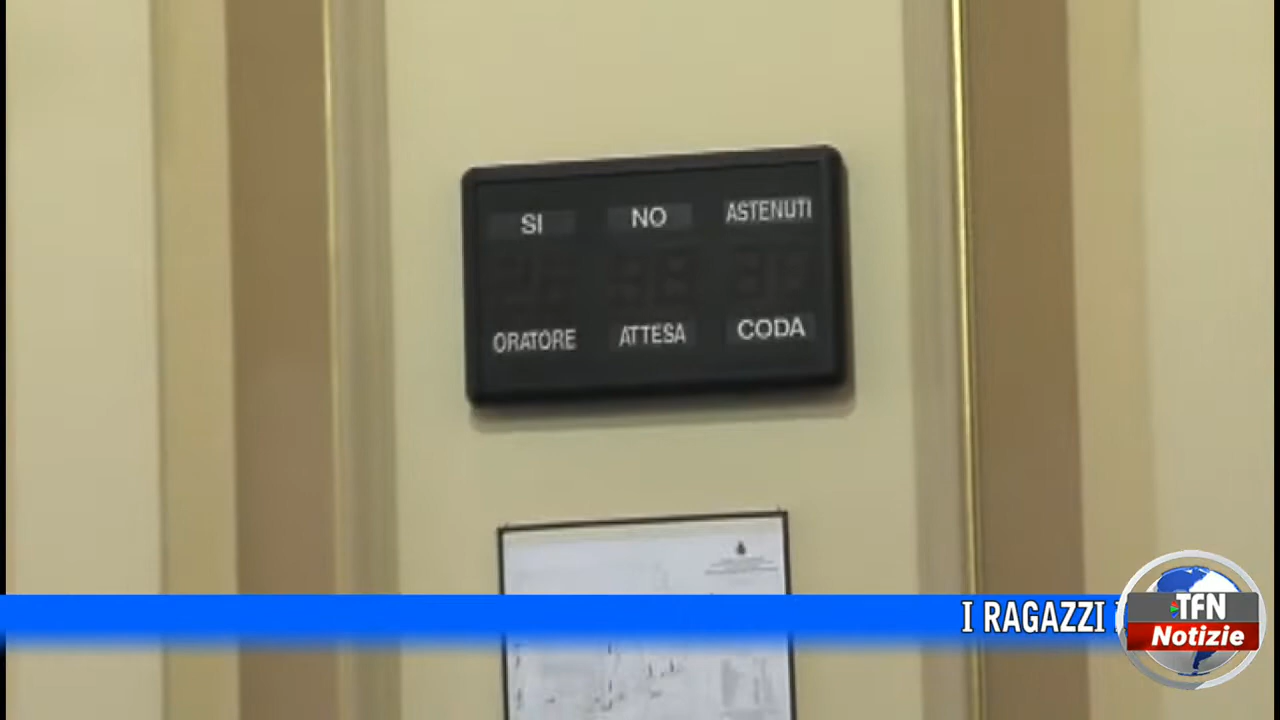 SI NO ASTENUTI
ORATORE ATTESA CODA
I RAGAZZI
TFN
Notizie